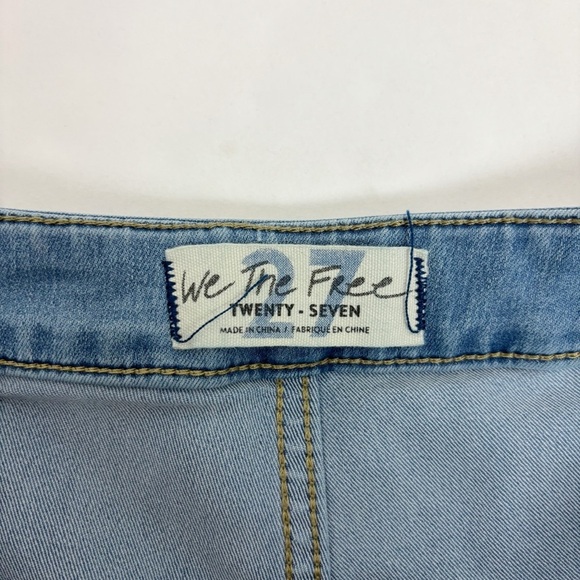 27
We The Free
TWENTY - SEVEN
MADE IN CHINA / FABRIQUE EN CHINE